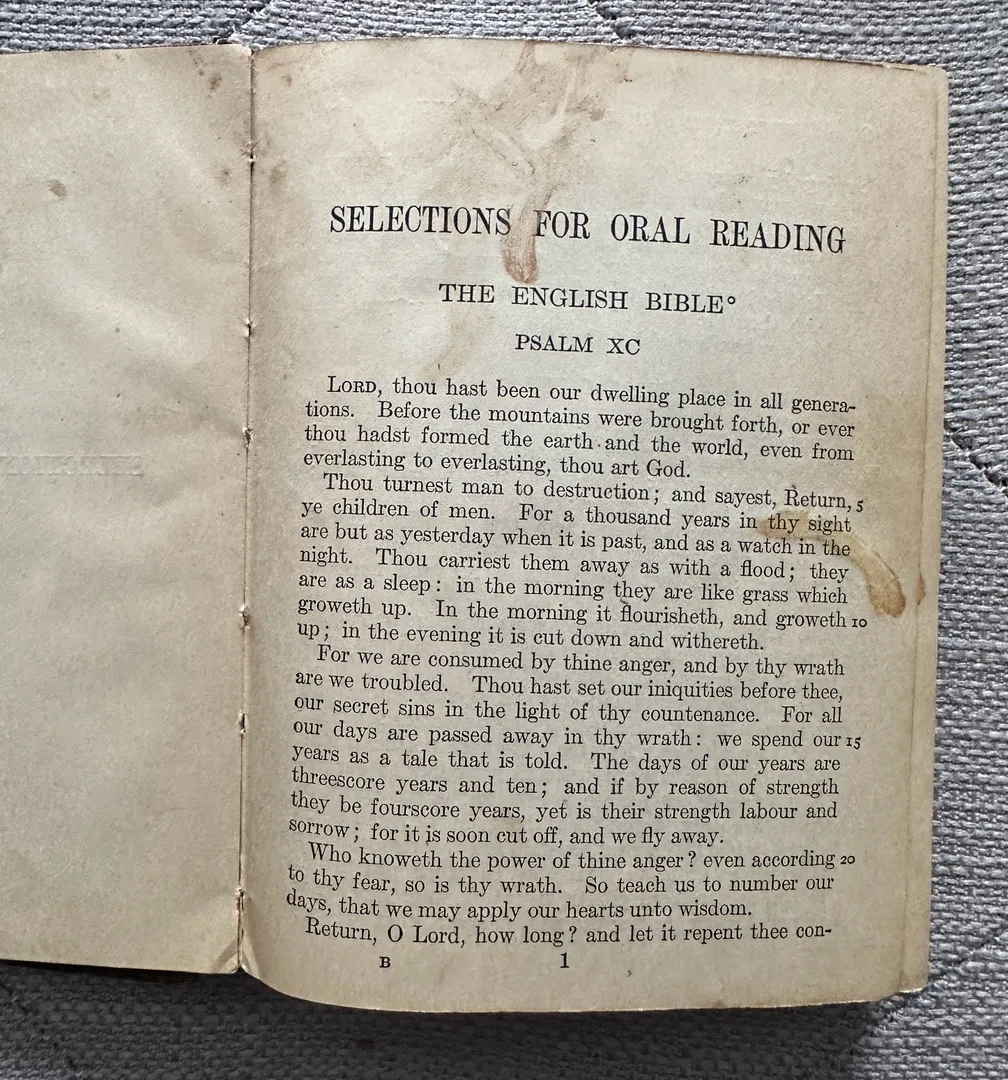 SELECTIONS FOR ORAL READING
THE ENGLISH BIBLE°
PSALM XC
LORD, thou hast been our dwelling place in all genera-
tions. Before the mountains were brought forth, or ever
thou hadst formed the earth and the world, even from
everlasting to everlasting, thou art God.
Thou turnest man to destruction; and sayest, Return, 5
ye children of men. For a thousand years in thy sight
are but as yesterday when it is past, and as a watch in the
night. Thou carriest them away as with a flood; they
are as a sleep: in the morning they are like grass which
groweth up. In the morning it flourisheth, and groweth 10
up; in the evening it is cut down and withereth.
For we are consumed by thine anger, and by thy wrath
are we troubled. Thou hast set our iniquities before thee,
our secret sins in the light of thy countenance. For all
our days are passed away in thy wrath: we spend our 15
years as a tale that is told. The days of our years are
threescore years and ten; and if by reason of strength
they be fourscore years, yet is their strength labour and
sorrow; for it is soon cut off, and we fly away.
Who knoweth the power of thine anger? even according 20
to thy fear, so is thy wrath. So teach us to number our
days, that we may apply our hearts unto wisdom.
Return, O Lord, how long? and let it repent thee con-
B 1